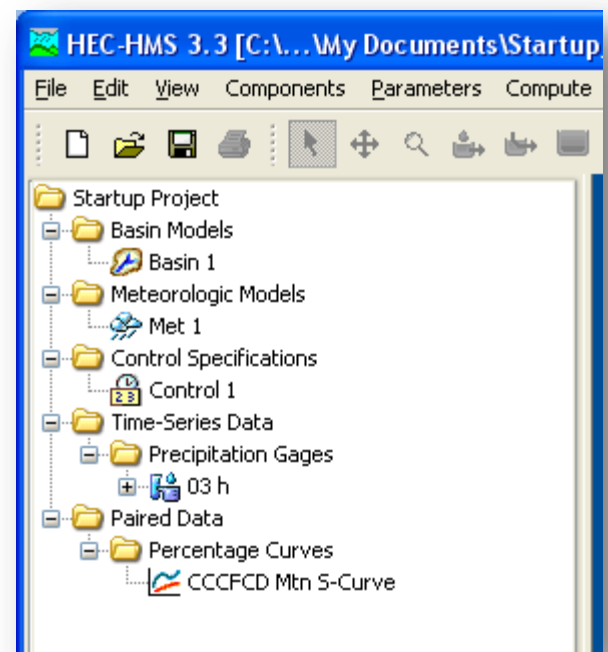 HEC-HMS 3.3 [C:\...\My Documents\Startup_
File Edit View Components Parameters Compute
Startup Project
Basin Models
Basin 1
Meteorologic Models
Met 1
Control Specifications
Control 1
Time-Series Data
Precipitation Gages
03 h
Paired Data
Percentage Curves
CCCFCD Mtn S-Curve